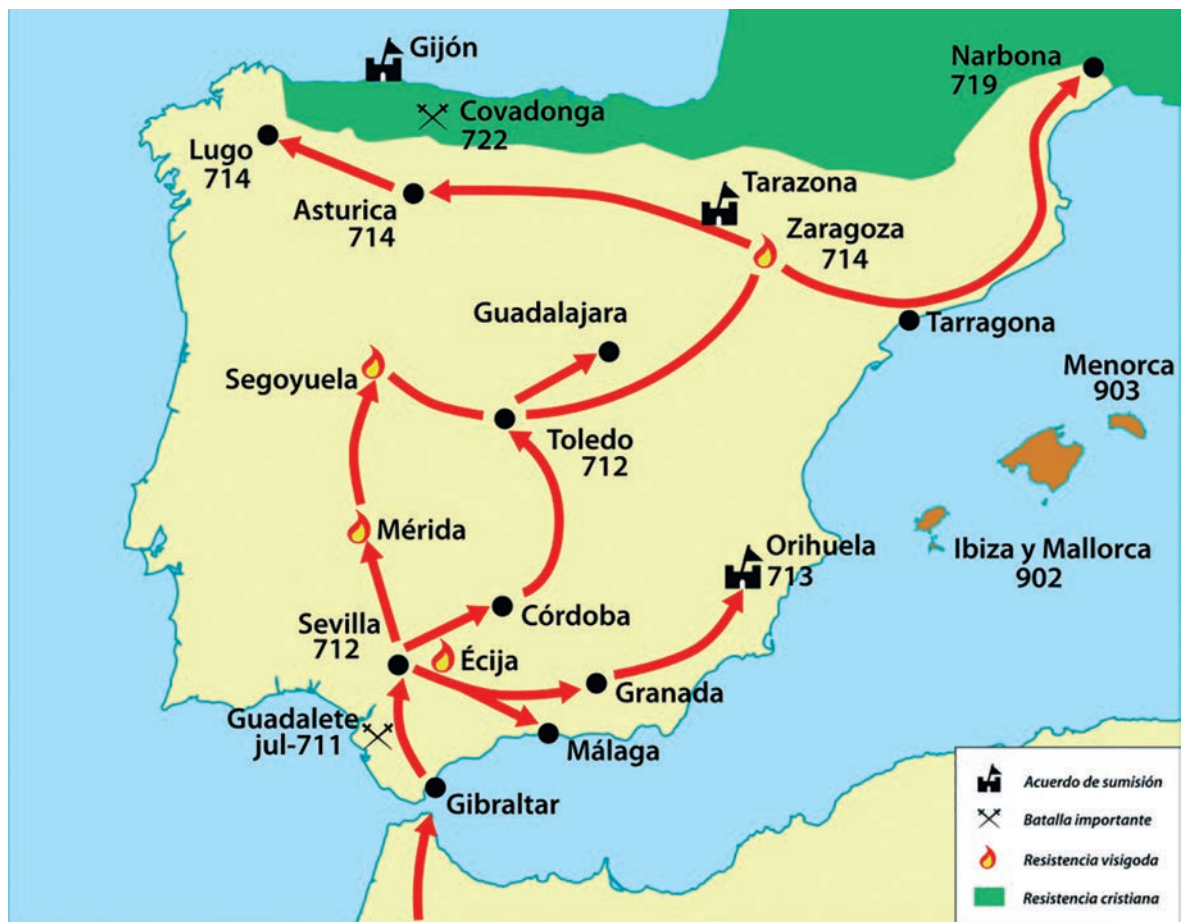 Gijón
Narbona
719
Covadonga
722
Lugo
714
Tarazona
Asturica
714
Zaragoza
714
Guadalajara
Tarragona
Segoyuela
Menorca
903
Toledo
712
Mérida
Orihuela
713
Ibiza y Mallorca
902
Sevilla
712
Córdoba
Écija
Granada
Guadalete
jul-711
Málaga
Gibraltar
Acuerdo de sumisión
Batalla importante
Resistencia visigoda
Resistencia cristiana